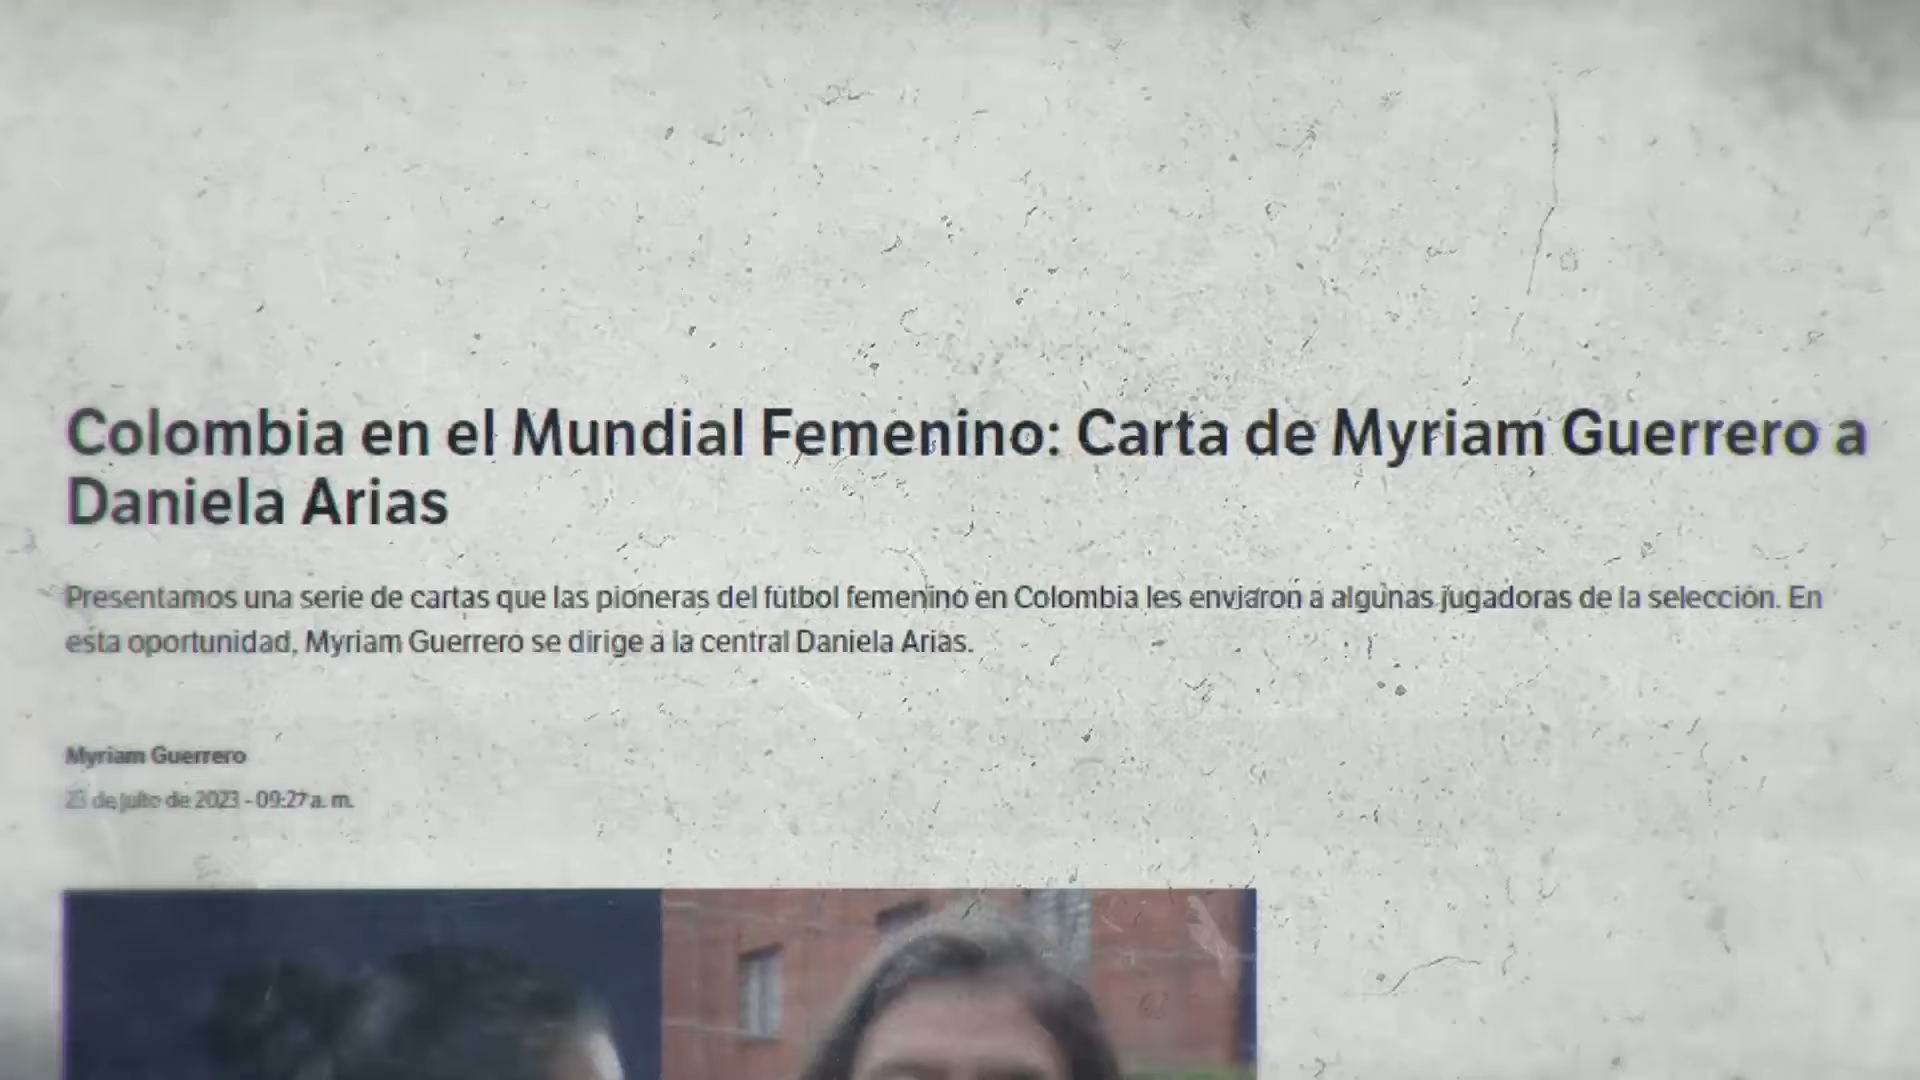 Colombia en el Mundial Femenino: Carta de Myriam Guerrero a
Daniela Arias
Presentamos una serie de cartas que las pioneras del fútbol femenino en Colombia les enviaron a algunas jugadoras de la selección. En
esta oportunidad, Myriam Guerrero se dirige a la central Daniela Arias.
Myriam Guerrero
23 de julio de 2023 - 09:27 a. m.